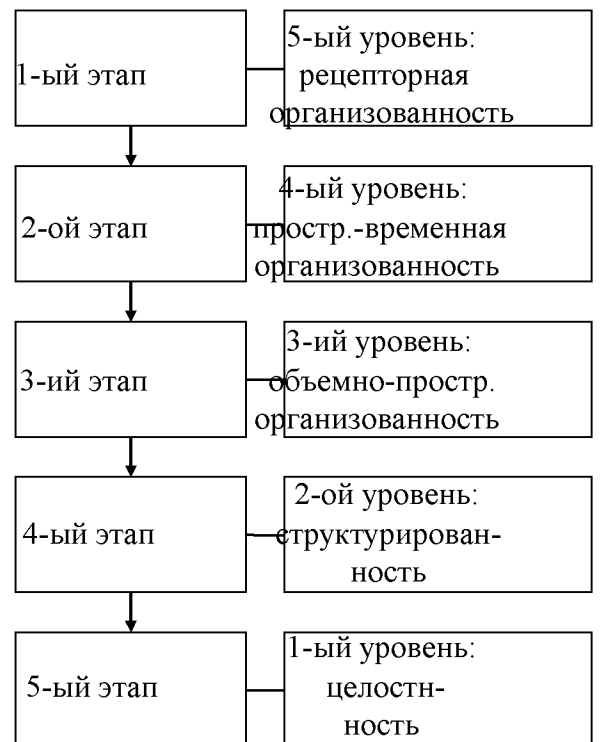 1-ый этап
5-ый уровень:
рецепторная
организованность
2-ой этап
4-ый уровень:
простр.-временная
организованность
3-ий этап
3-ий уровень:
объемно-простр.
организованность
4-ый этап
2-ой уровень:
структурирован-
ность
5-ый этап
1-ый уровень:
целостн-
ность